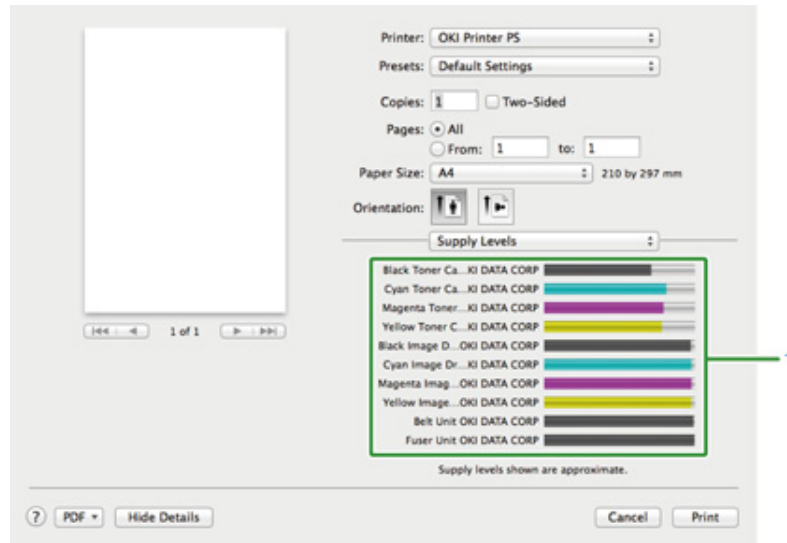 Printer: OKI Printer PS
Presets: Default Settings
Copies: 1 Two-Sided
Pages: All
From: 1 to: 1
Paper Size: A4 210 by 297 mm
Orientation:
Supply Levels
Black Toner Ca...KI DATA CORP
Cyan Toner Ca...KI DATA CORP
Magenta Toner...KI DATA CORP
Yellow Toner C...KI DATA CORP
Black Image D...OKI DATA CORP
Cyan Image Dr...KI DATA CORP
Magenta Imag...OKI DATA CORP
Yellow Image...OKI DATA CORP
Belt Unit OKI DATA CORP
Fuser Unit OKI DATA CORP
Supply levels shown are approximate.
1 of 1
? PDF Hide Details Cancel Print